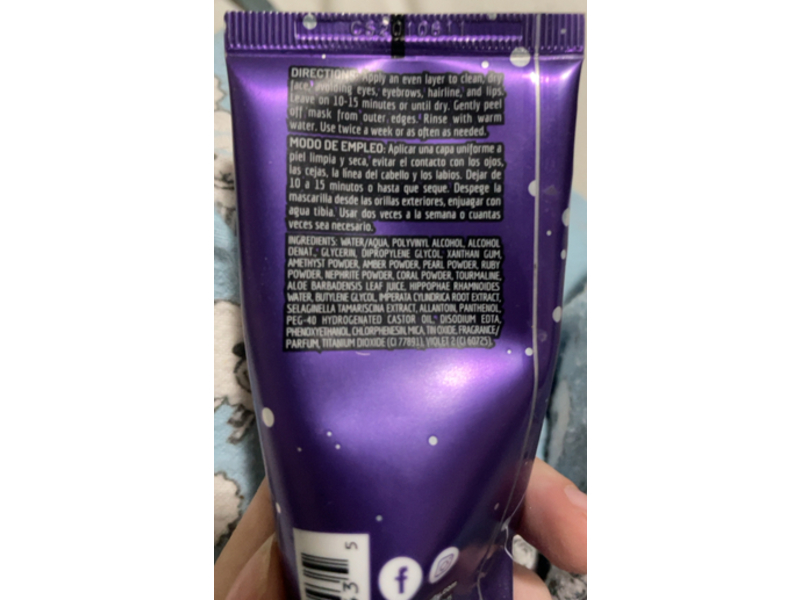 CS201081
DIRECTIONS: Apply an even layer to clean, dry
face, avoiding eyes, eyebrows, hairline, and lips.
Leave on 10-15 minutes or until dry. Gently peel
off mask from outer edges. Rinse with warm
water. Use twice a week or as often as needed.
MODO DE EMPLEO: Aplicar una capa uniforme a
piel limpia y seca, evitar el contacto con los ojos,
las cejas, la línea del cabello y los labios. Dejar de
10 a 15 minutos o hasta que seque. Despege la
mascarilla desde las orillas exteriores, enjuagar con
agua tibia. Usar dos veces a la semana o cuantas
veces sea necesario.
INGREDIENTS: WATER/AQUA, POLYVINYL ALCOHOL, ALCOHOL
DENAT., GLYCERIN, DIPROPYLENE GLYCOL, XANTHAN GUM,
AMETHYST POWDER, AMBER POWDER, PEARL POWDER, RUBY
POWDER, NEPHRITE POWDER, CORAL POWDER, TOURMALINE,
ALOE BARBADENSIS LEAF JUICE, HIPPOPHAE RHAMNOIDES
WATER, BUTYLENE GLYCOL, IMPERATA CYLINDRICA ROOT EXTRACT,
SELAGINELLA TAMARISCINA EXTRACT, ALLANTOIN, PANTHENOL,
PEG-40 HYDROGENATED CASTOR OIL, DISODIUM EDTA,
PHENOXYETHANOL, CHLORPHENESIN, MICA, TIN OXIDE, FRAGRANCE/
PARFUM, TITANIUM DIOXIDE (CI 77891), VIOLET 2 (CI 60725).
5
3
f